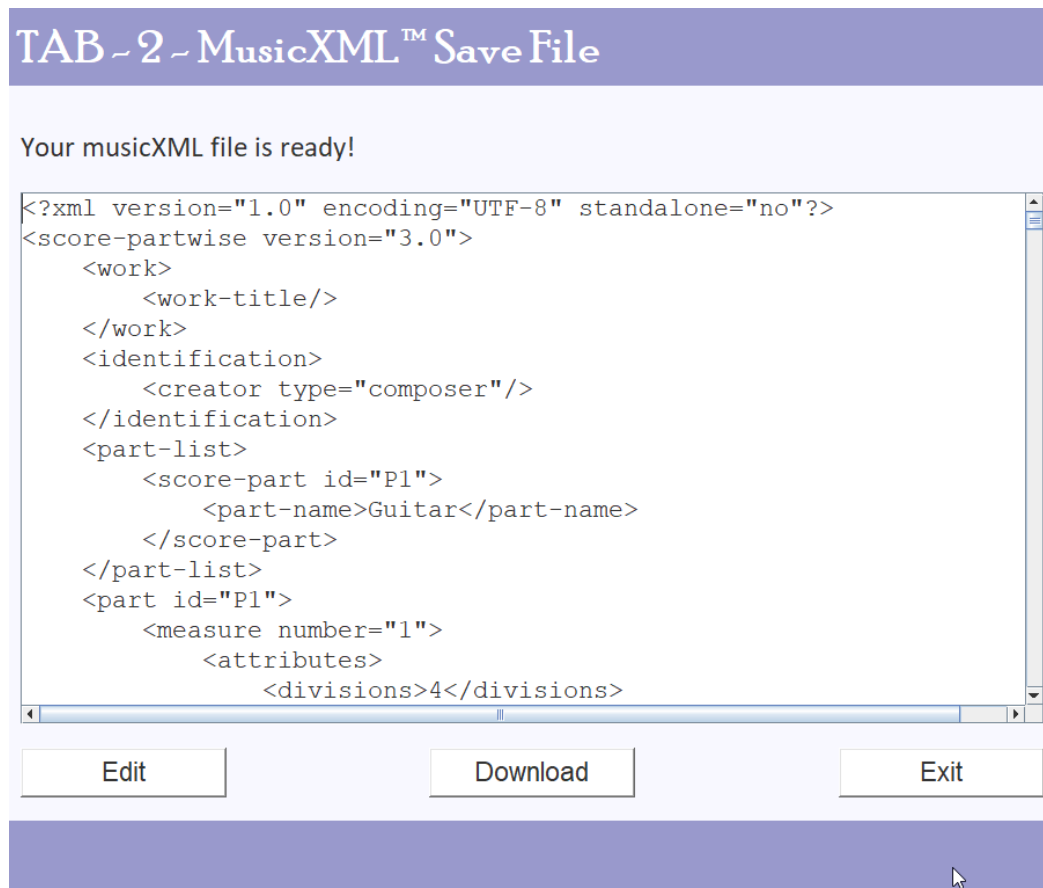 TAB ~ 2 ~ MusicXML™ Save File
Your musicXML file is ready!
<?xml version="1.0" encoding="UTF-8" standalone="no"?>
<score-partwise version="3.0">
    <work>
        <work-title/>
    </work>
    <identification>
        <creator type="composer"/>
    </identification>
    <part-list>
        <score-part id="P1">
            <part-name>Guitar</part-name>
        </score-part>
    </part-list>
    <part id="P1">
        <measure number="1">
            <attributes>
                <divisions>4</divisions>
Edit
Download
Exit